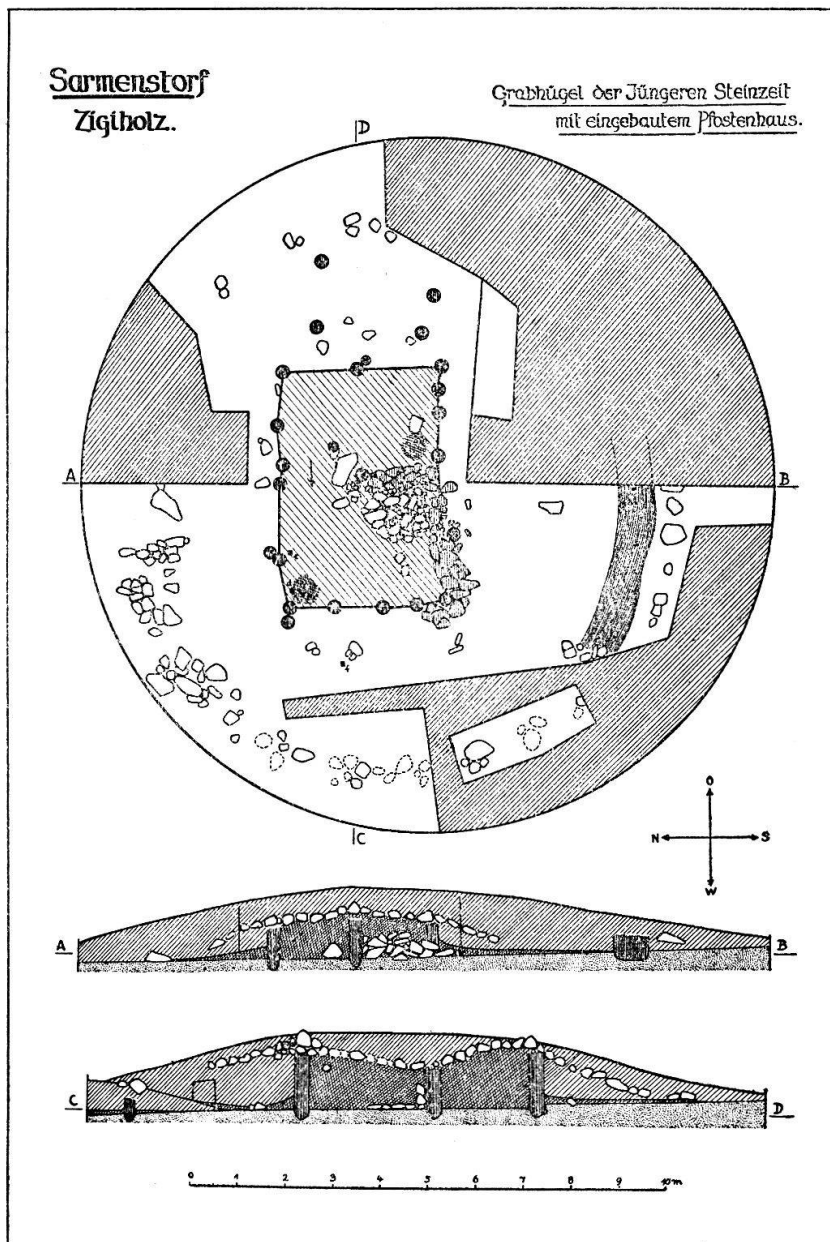 Sarmenstorf
Zigiholz.
Grabhügel der Jüngeren Steinzeit
mit eingebautem Pfostenhaus.
D
A
B
C
O
N
S
W
A
B
C
D
0 1 2 3 4 5 6 7 8 9 10m